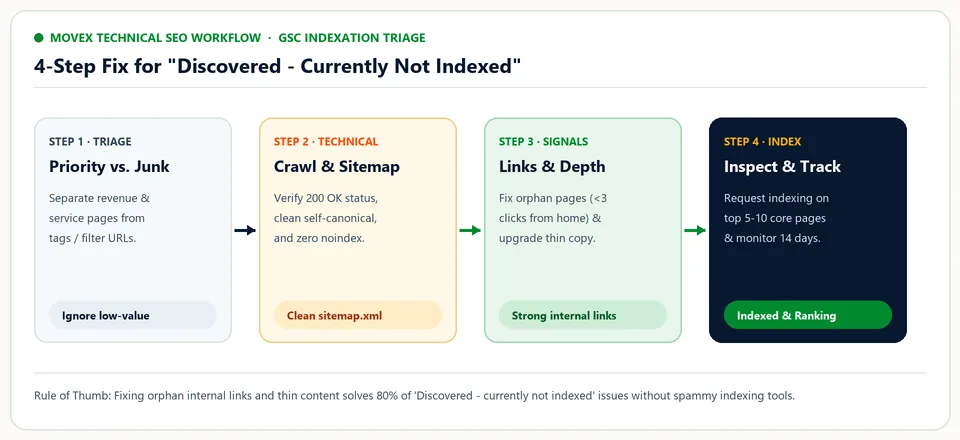 MOVEX TECHNICAL SEO WORKFLOW · GSC INDEXATION TRIAGE
4-Step Fix for "Discovered - Currently Not Indexed"
STEP 1 · TRIAGE
Priority vs. Junk
Separate revenue &
service pages from
tags / filter URLs.
Ignore low-value
STEP 2 · TECHNICAL
Crawl & Sitemap
Verify 200 OK status,
clean self-canonical,
and zero noindex.
Clean sitemap.xml
STEP 3 · SIGNALS
Links & Depth
Fix orphan pages (<3
clicks from home) &
upgrade thin copy.
Strong internal links
STEP 4 · INDEX
Inspect & Track
Request indexing on
top 5-10 core pages
& monitor 14 days.
Indexed & Ranking
Rule of Thumb: Fixing orphan internal links and thin content solves 80% of 'Discovered - currently not indexed' issues without spammy indexing tools.